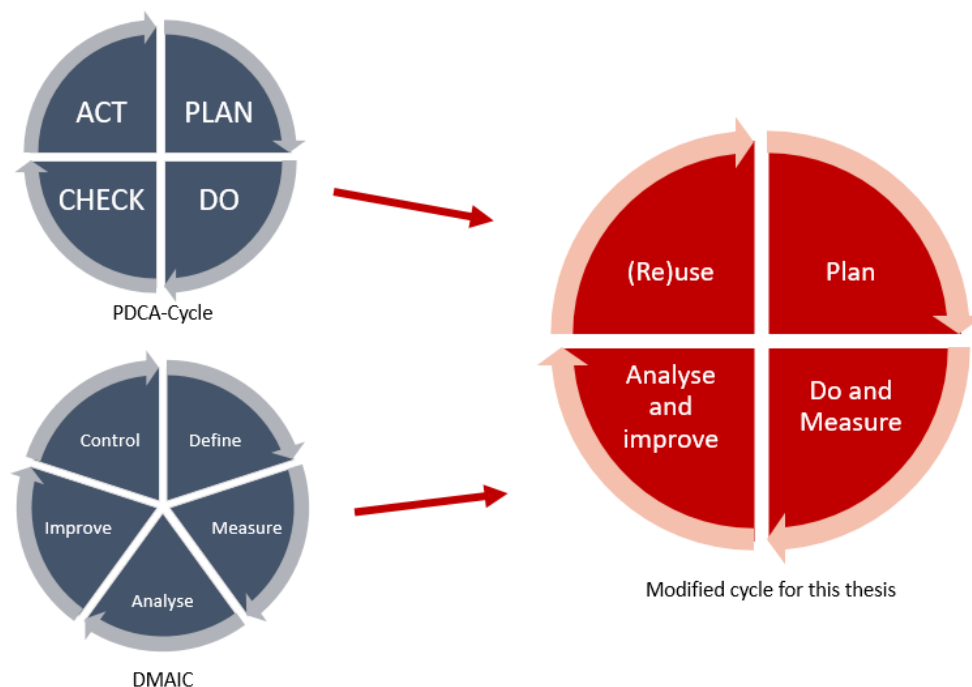 ACT
PLAN
CHECK
DO
PDCA-Cycle
Control
Define
Improve
Measure
Analyse
DMAIC
(Re)use
Plan
Analyse
and
improve
Do and
Measure
Modified cycle for this thesis